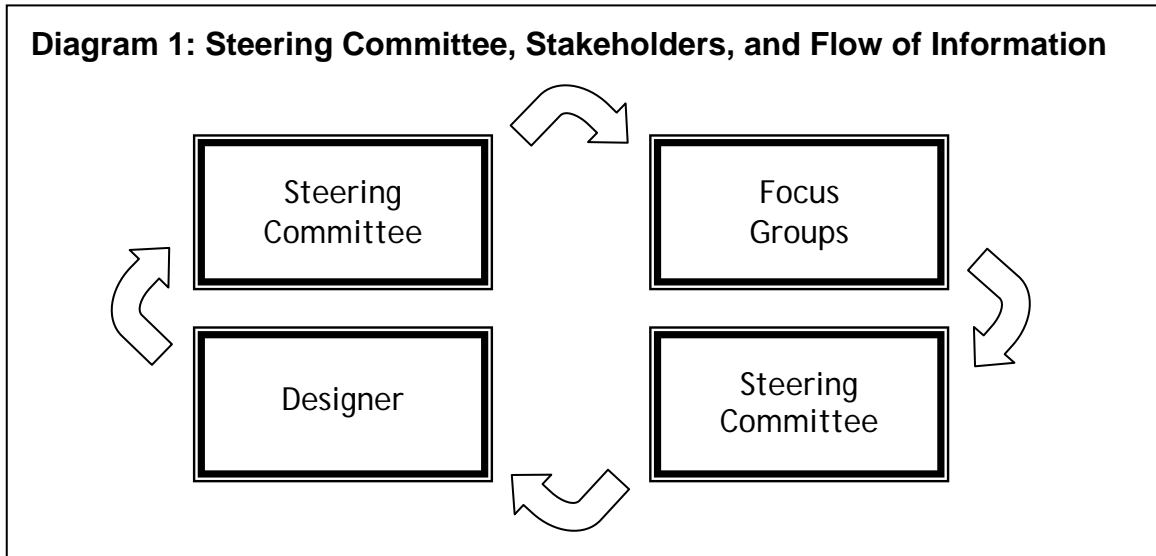 Diagram 1: Steering Committee, Stakeholders, and Flow of Information
Steering
Committee
Focus
Groups
Designer
Steering
Committee